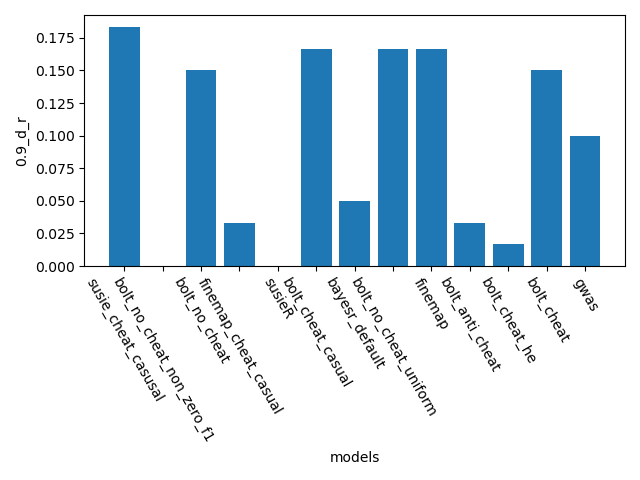 0.9_d_r
0.175
0.150
0.125
0.100
0.075
0.050
0.025
0.000
susie_cheat_casusal
bolt_no_cheat_non_zero_f1
bolt_no_cheat
finemap_cheat_casual
susieR
bolt_cheat_casual
bayesr_default
bolt_no_cheat_uniform
finemap
bolt_anti_cheat
bolt_cheat_he
bolt_cheat
gwas
models